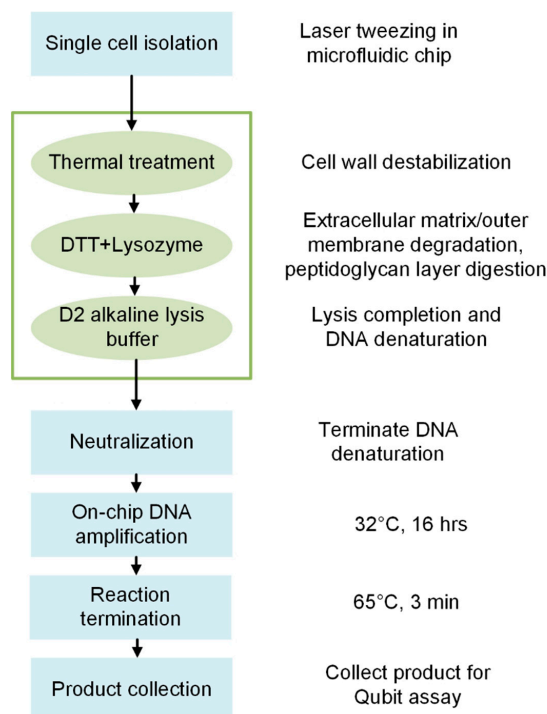 Single cell isolation
Laser tweezing in
microfluidic chip
Thermal treatment
Cell wall destabilization
DTT+Lysozyme
Extracellular matrix/outer
membrane degradation,
peptidoglycan layer digestion
D2 alkaline lysis
buffer
Lysis completion and
DNA denaturation
Neutralization
Terminate DNA
denaturation
On-chip DNA
amplification
32°C, 16 hrs
Reaction
termination
65°C, 3 min
Product collection
Collect product for
Qubit assay